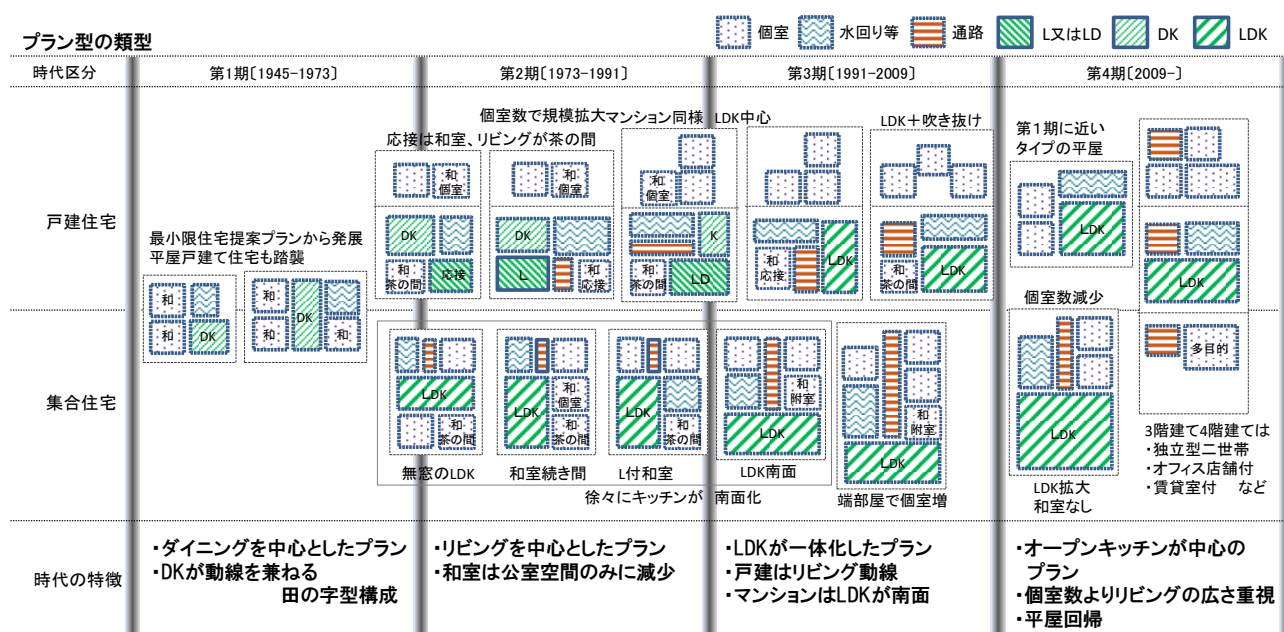 プラン型の類型
個室
水回り等
通路
L又はLD
DK
LDK
時代区分
第1期〔1945-1973〕
第2期〔1973-1991〕
第3期〔1991-2009〕
第4期〔2009-〕
戸建住宅
最小限住宅提案プランから発展
平屋戸建て住宅も踏襲
和
和
DK
和
和
DK
和
応接は和室、リビングが茶の間
和
個室
DK
和
茶の間
応接
和
個室
DK
L
和
応接
個室数で規模拡大
マンション同様 LDK中心
和
個室
K
和
茶の間
LD
和
応接
LDK
LDK＋吹き抜け
和
茶の間
LDK
第１期に近い
タイプの平屋
LDK
LDK
多目的
3階建て4階建ては
・独立型二世帯
・オフィス店舗付
・賃貸室付 など
集合住宅
LDK
和
茶の間
無窓のLDK
LDK
和
個室
和
茶の間
和室続き間
LDK
和
茶の間
L付和室
和
附室
LDK
LDK南面
徐々にキッチンが 南面化
和
附室
LDK
端部屋で個室増
個室数減少
LDK
LDK拡大
和室なし
時代の特徴
・ダイニングを中心としたプラン
・DKが動線を兼ねる
田の字型構成
・リビングを中心としたプラン
・和室は公室空間のみに減少
・LDKが一体化したプラン
・戸建はリビング動線
・マンションはLDKが南面
・オープンキッチンが中心の
プラン
・個室数よりリビングの広さ重視
・平屋回帰